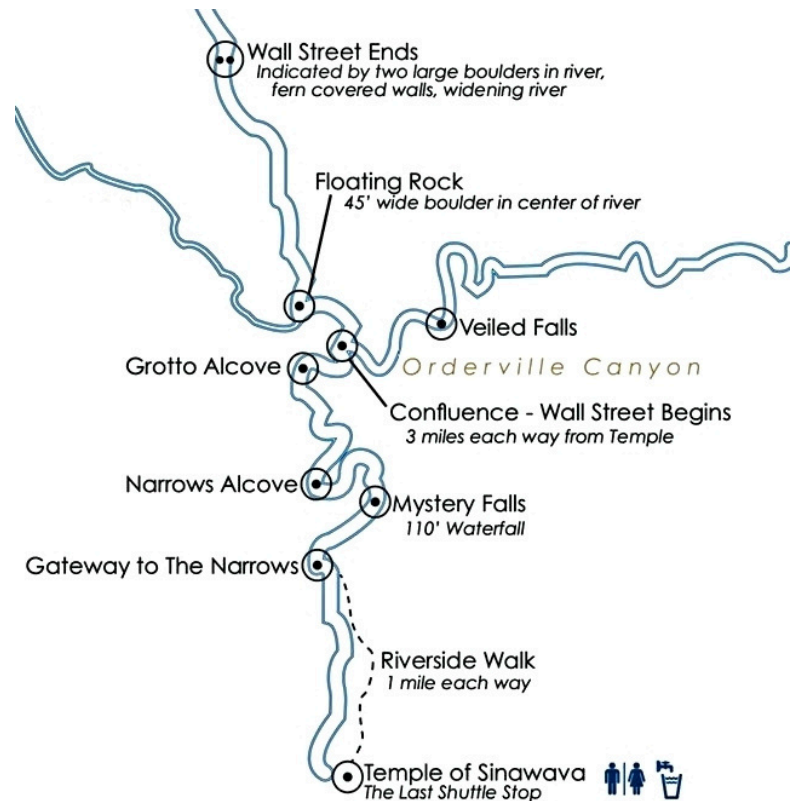 Wall Street Ends
Indicated by two large boulders in river,
fern covered walls, widening river
Floating Rock
45' wide boulder in center of river
Veiled Falls
Grotto Alcove
Orderville Canyon
Confluence - Wall Street Begins
3 miles each way from Temple
Narrows Alcove
Mystery Falls
110' Waterfall
Gateway to The Narrows
Riverside Walk
1 mile each way
Temple of Sinawava
The Last Shuttle Stop